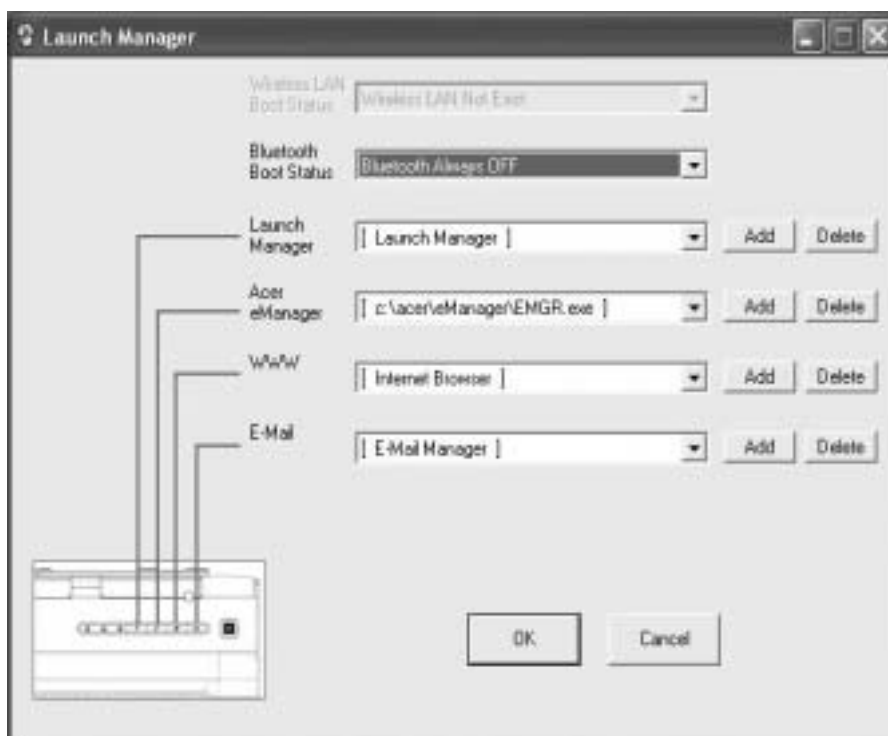 Launch Manager
Wireless LAN
Boot Status
Wireless LAN Not Exist
Bluetooth
Boot Status
Bluetooth Always OFF
Launch
Manager
[ Launch Manager ]
Add
Delete
Acer
eManager
[ c:\acer\eManager\EMGR.exe ]
Add
Delete
WWW
[ Internet Browser ]
Add
Delete
E-Mail
[ E-Mail Manager ]
Add
Delete
OK
Cancel